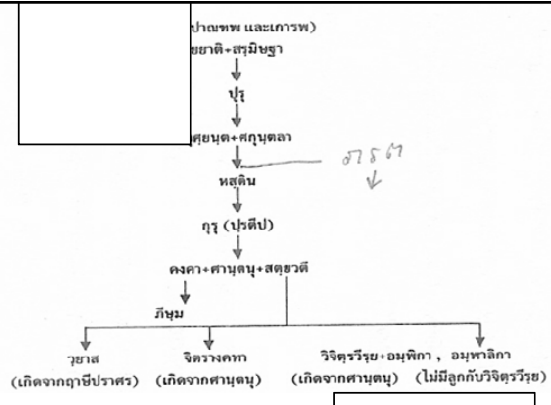 ปาณฑพ และเการพ)
ยยาติ+สรฺมิษฐา
ปุรุ
ศฺยนฺต+ศกุนฺตลา
ภรต
หสฺติน
กุรุ (ปฺรตีป)
คงคา+ศานฺตนุ+สตฺยวตี
ภีษฺม
วฺยาส จิตรางคทา วิจิตฺรวีรฺย+อมฺพิกา , อมฺพาลิกา
(เกิดจากฤาษีปราศร) (เกิดจากศานฺตนุ) (เกิดจากศานฺตนุ) (ไม่มีลูกกับวิจิตฺรวีรฺย)